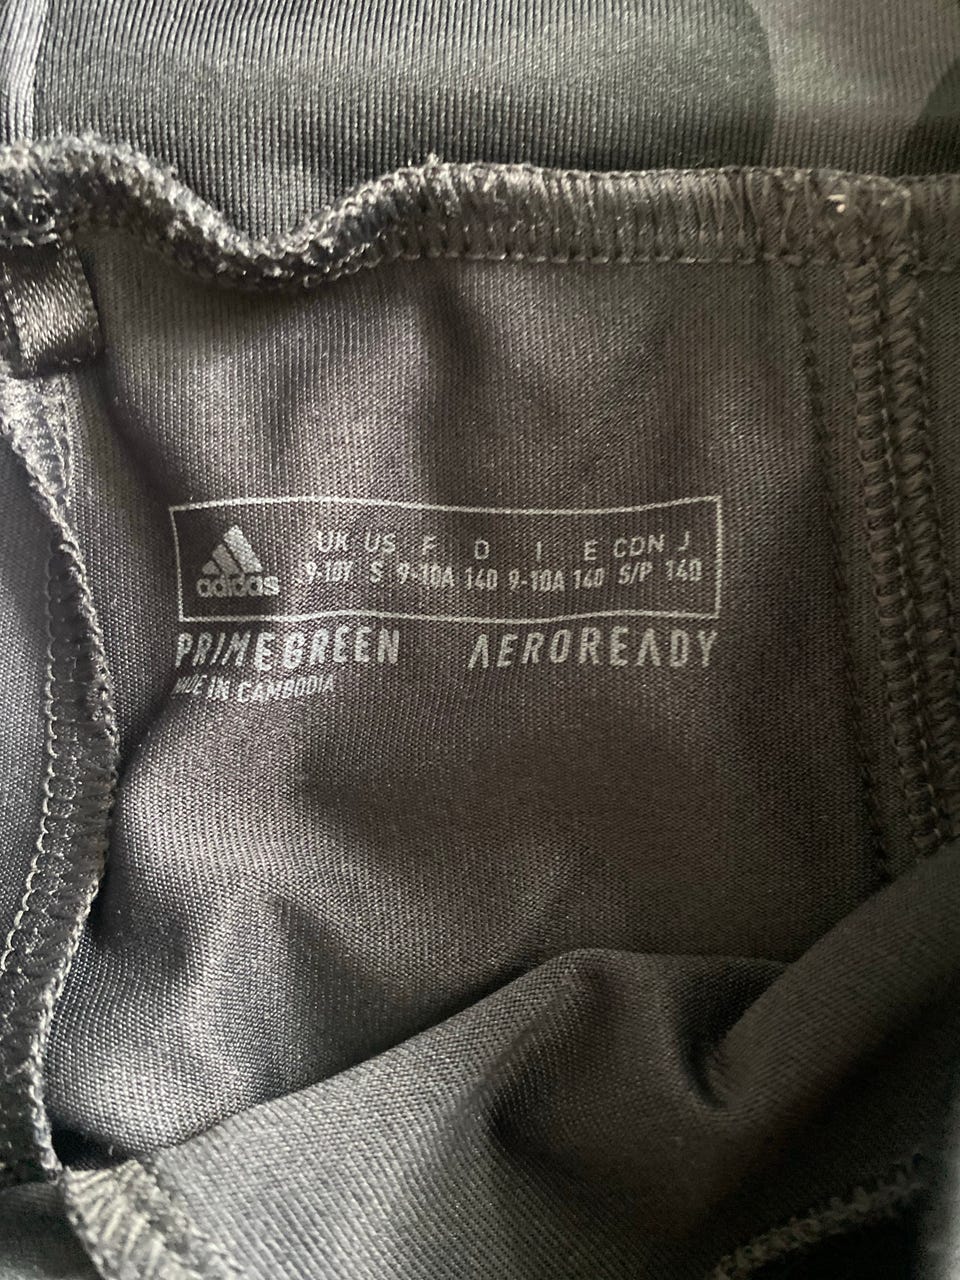 adidas
UK US F D I E CDN J
9-10Y S 9-10A 140 9-10A 140 S/P 140
PRIMEGREEN AEROREADY
MADE IN CAMBODIA